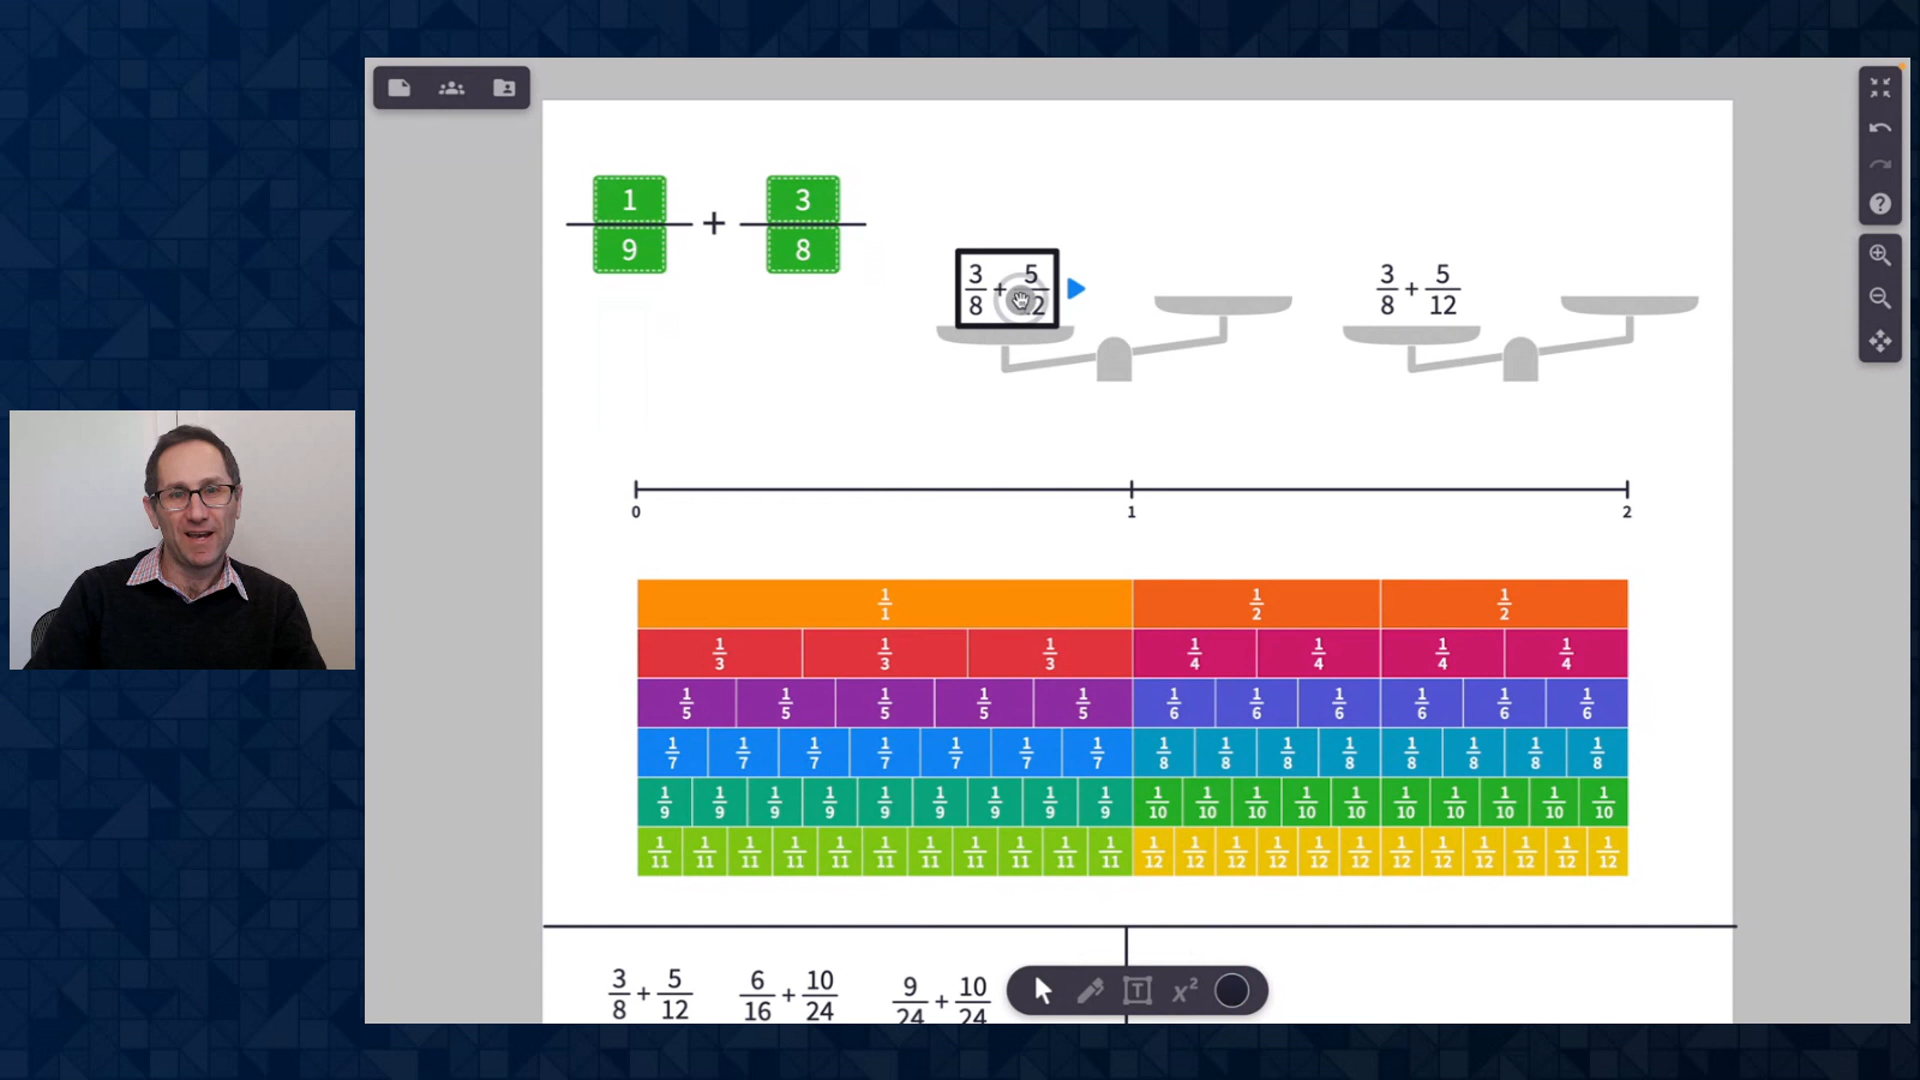 1/9 + 3/8
3/8 + 5/12
3/8 + 5/12
0 1 2
1/1 1/2 1/2
1/3 1/3 1/3 1/4 1/4 1/4 1/4
1/5 1/5 1/5 1/5 1/5 1/6 1/6 1/6 1/6 1/6 1/6
1/7 1/7 1/7 1/7 1/7 1/7 1/7 1/8 1/8 1/8 1/8 1/8 1/8 1/8 1/8
1/9 1/9 1/9 1/9 1/9 1/9 1/9 1/9 1/9 1/10 1/10 1/10 1/10 1/10 1/10 1/10 1/10 1/10 1/10
1/11 1/11 1/11 1/11 1/11 1/11 1/11 1/11 1/11 1/11 1/11 1/12 1/12 1/12 1/12 1/12 1/12 1/12 1/12 1/12 1/12 1/12 1/12
3/8 + 5/12 6/16 + 10/24 9/24 + 10/24
T x²